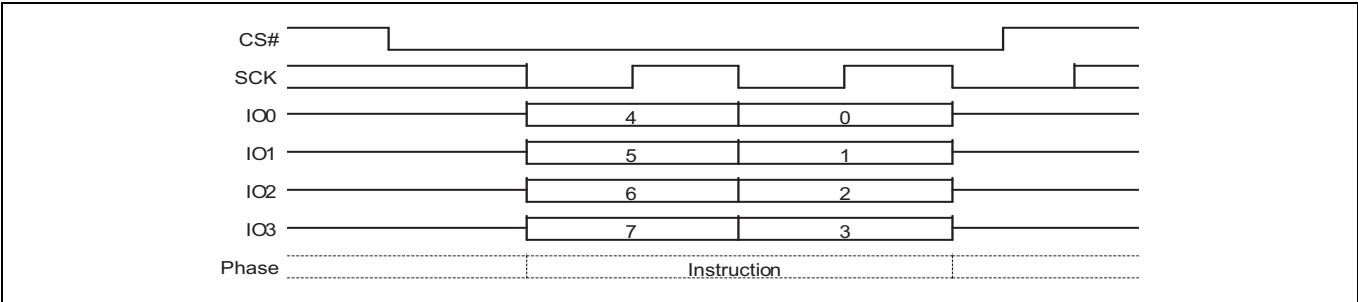 CS#
SCK
IO0 4 0
IO1 5 1
IO2 6 2
IO3 7 3
Phase Instruction